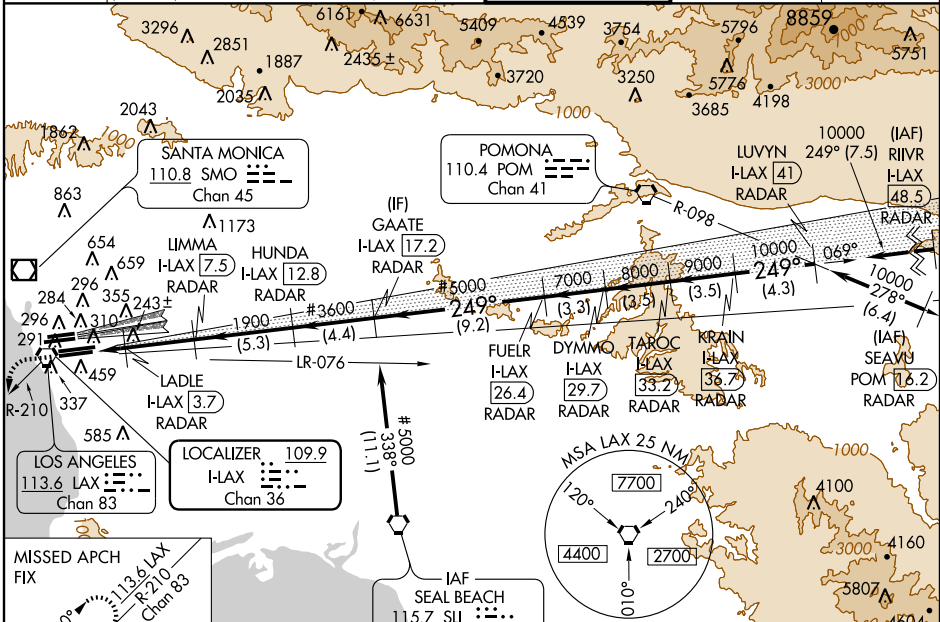 6161
6631
5409
4539
3754
5796
8859
5751
3296
2851
1887
2435±
3720
3250
5776
3685
4198
3000
2035
1000
2043
1862
1000
SANTA MONICA
110.8 SMO
Chan 45
POMONA
110.4 POM
Chan 41
LUVYN
I-LAX 41
RADAR
10000
249° (7.5)
(IAF)
RIIVR
I-LAX
48.5
RADAR
R-098
863
1173
654
659
LIMMA
I-LAX 7.5
RADAR
HUNDA
I-LAX 12.8
RADAR
(IF)
GAATE
I-LAX 17.2
RADAR
296
284
355
243±
296
310
291
1900
(5.3)
#3600
(4.4)
#5000
249°
(9.2)
7000
(3.3)
8000
(3.5)
9000
(3.5)
10000
249°
(4.3)
069°
10000
278°
(6.4)
LR-076
459
337
R-210
585
LADLE
I-LAX 3.7
RADAR
FUELR
I-LAX
26.4
RADAR
DYMMO
I-LAX
29.7
RADAR
TAROC
I-LAX
33.2
RADAR
KRAIN
I-LAX
36.7
RADAR
(IAF)
SEAVU
POM 16.2
RADAR
LOS ANGELES
113.6 LAX
Chan 83
LOCALIZER 109.9
I-LAX
Chan 36
#5000
338°
(11.1)
MSA LAX 25 NM
120°
240°
010°
7700
4400
2700
1000
4100
3000
4160
5807
4604
MISSED APCH
FIX
113.6 LAX
R-210
Chan 83
IAF
SEAL BEACH
115.7 SLI